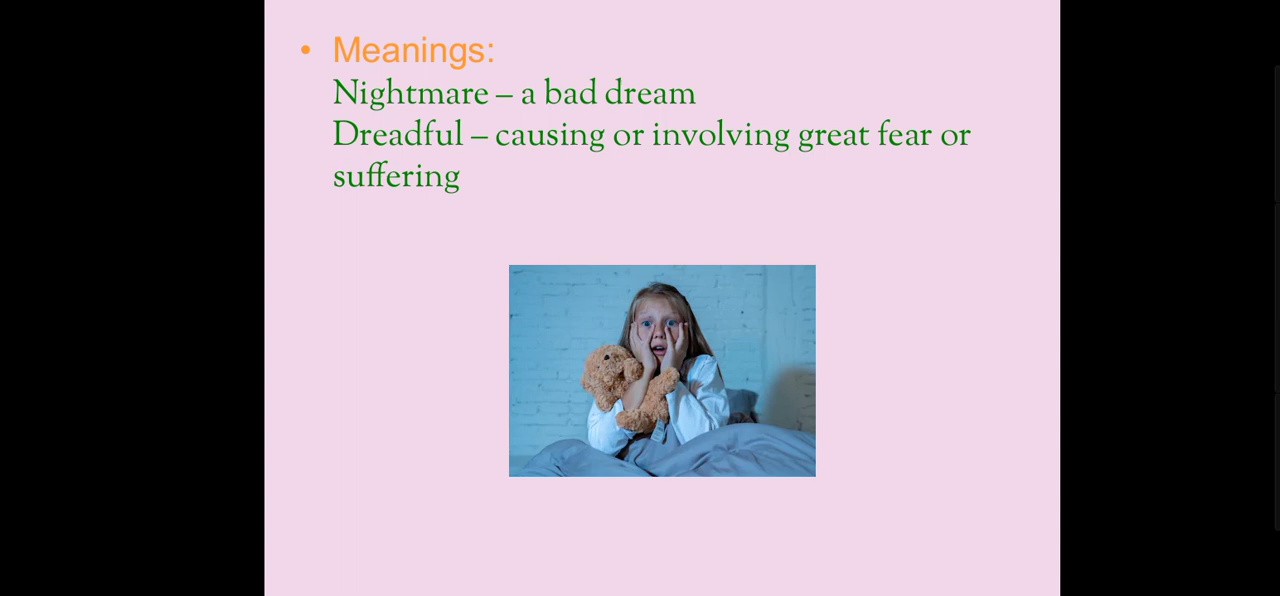 • Meanings:
Nightmare – a bad dream
Dreadful – causing or involving great fear or
suffering